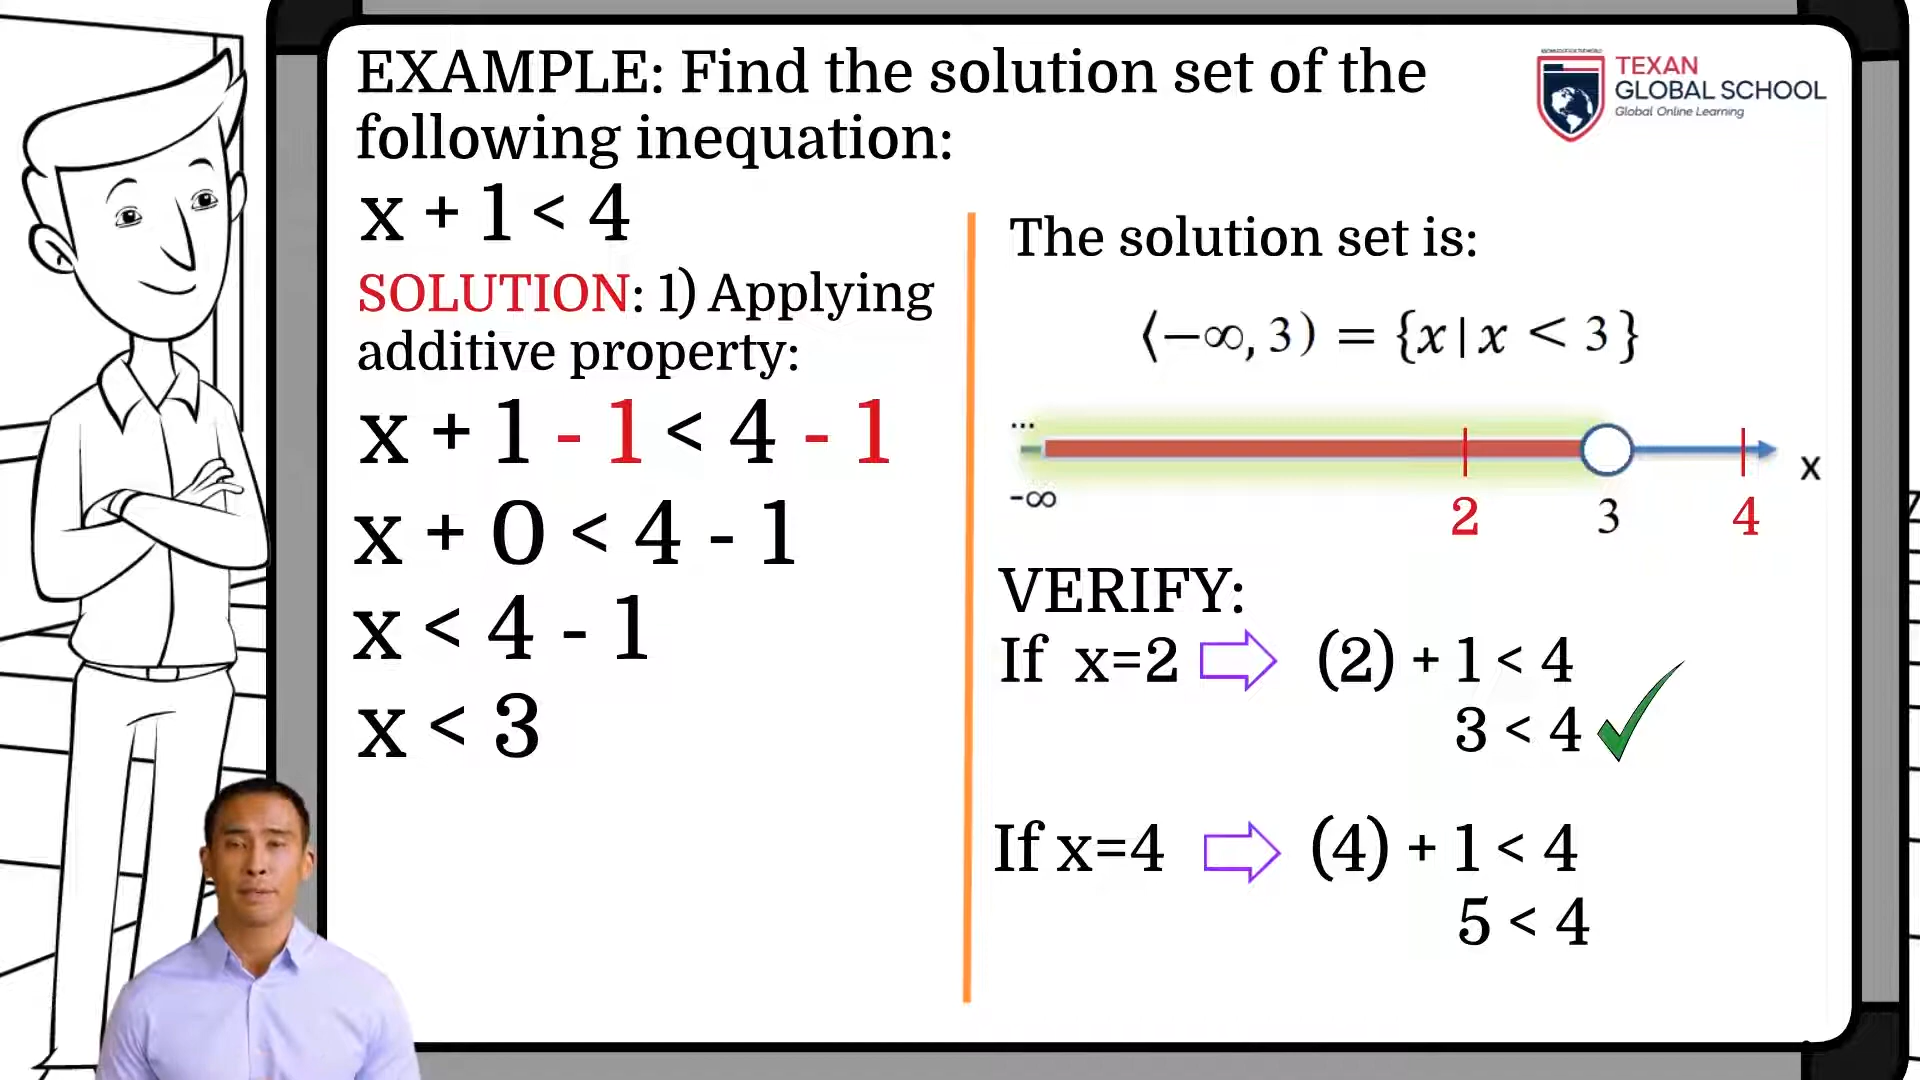 EXAMPLE: Find the solution set of the
following inequation:
x + 1 < 4
SOLUTION: 1) Applying
additive property:
x + 1 - 1 < 4 - 1
x + 0 < 4 - 1
x < 4 - 1
x < 3
TEXAN
GLOBAL SCHOOL
Global Online Learning
The solution set is:
⟨−∞, 3) = {x | x < 3}
...
x
-∞
2
3
4
VERIFY:
If x=2 (2) + 1 < 4
3 < 4
If x=4 (4) + 1 < 4
5 < 4